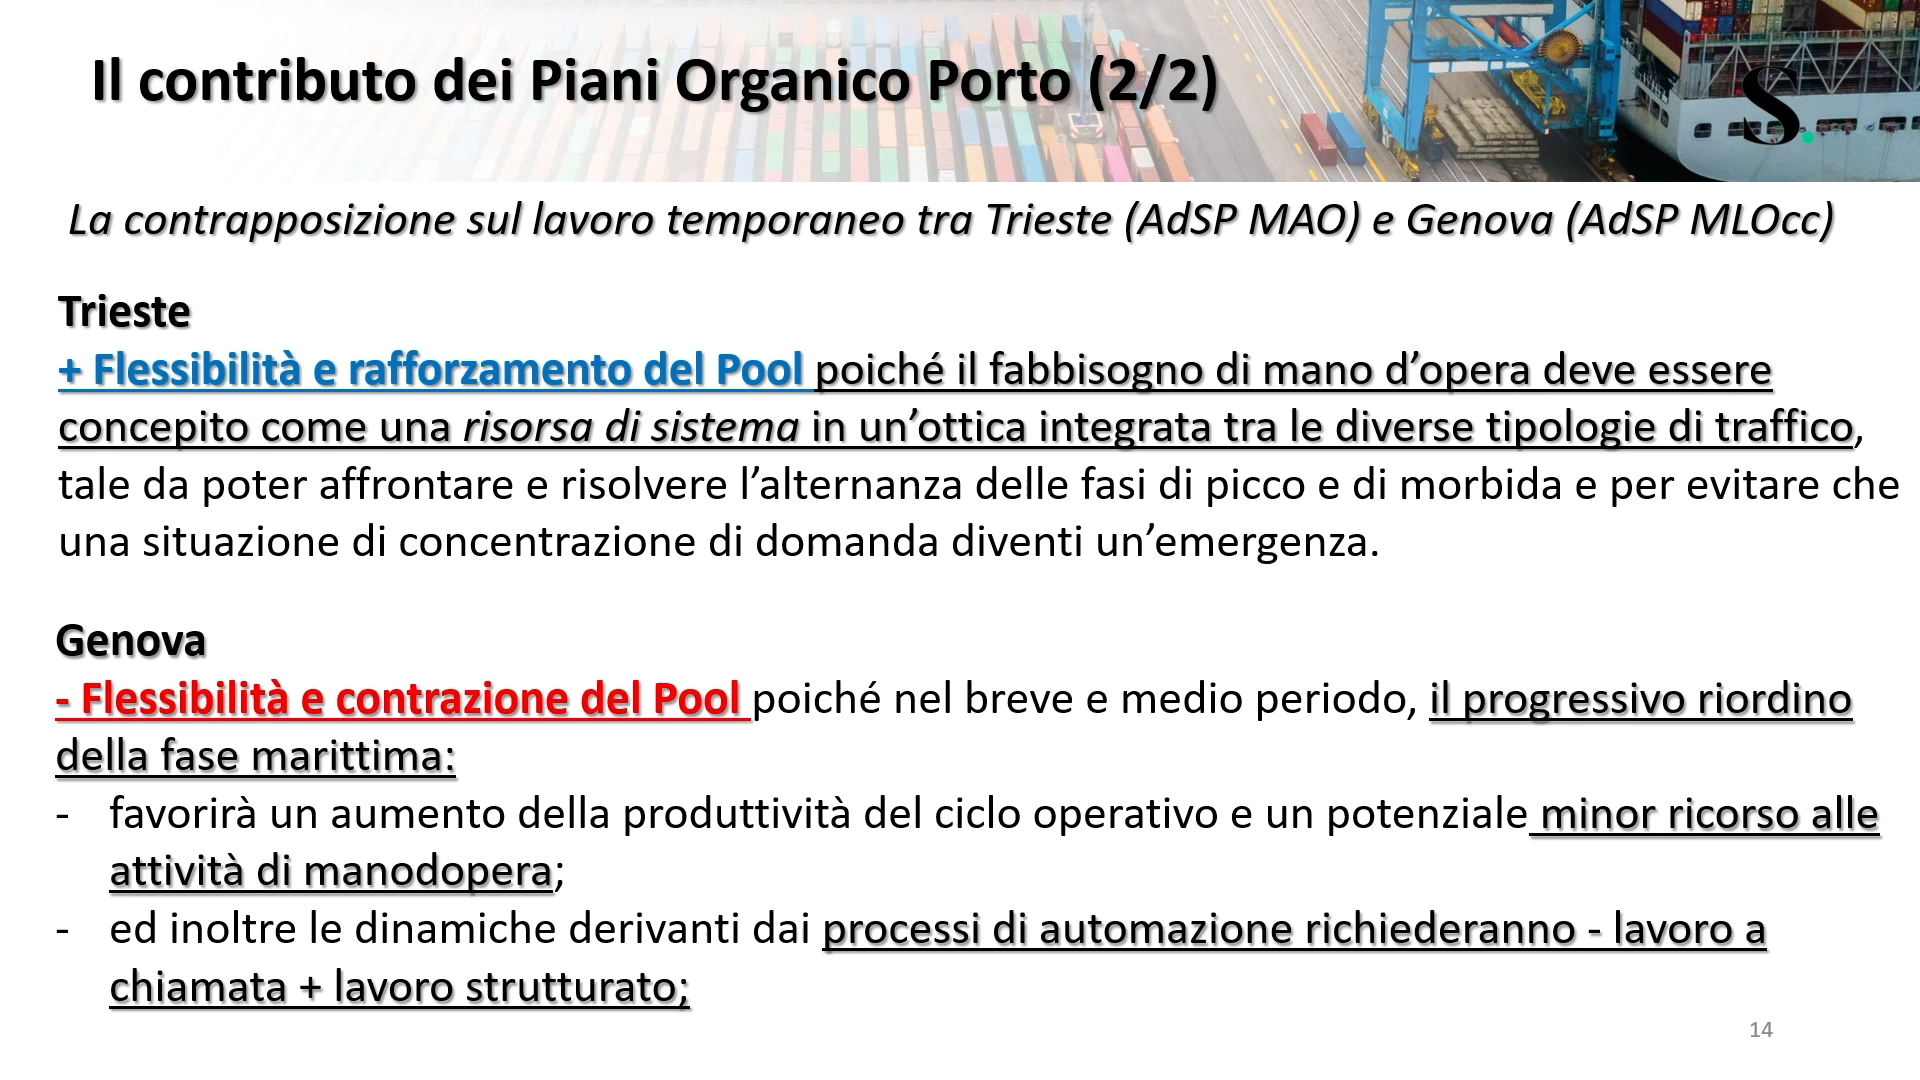 Il contributo dei Piani Organico Porto (2/2)
S.
La contrapposizione sul lavoro temporaneo tra Trieste (AdSP MAO) e Genova (AdSP MLOcc)
Trieste
+ Flessibilità e rafforzamento del Pool poiché il fabbisogno di mano d’opera deve essere
concepito come una risorsa di sistema in un’ottica integrata tra le diverse tipologie di traffico,
tale da poter affrontare e risolvere l’alternanza delle fasi di picco e di morbida e per evitare che
una situazione di concentrazione di domanda diventi un’emergenza.
Genova
- Flessibilità e contrazione del Pool poiché nel breve e medio periodo, il progressivo riordino
della fase marittima:
- favorirà un aumento della produttività del ciclo operativo e un potenziale minor ricorso alle
attività di manodopera;
- ed inoltre le dinamiche derivanti dai processi di automazione richiederanno - lavoro a
chiamata + lavoro strutturato;
14